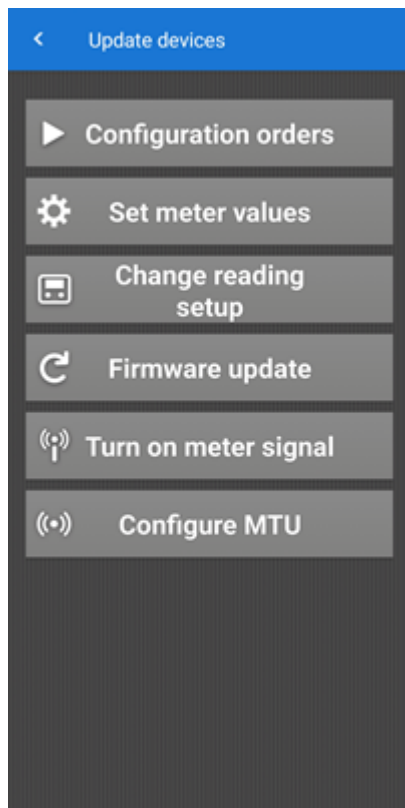 Update devices
Configuration orders
Set meter values
Change reading
setup
Firmware update
Turn on meter signal
Configure MTU